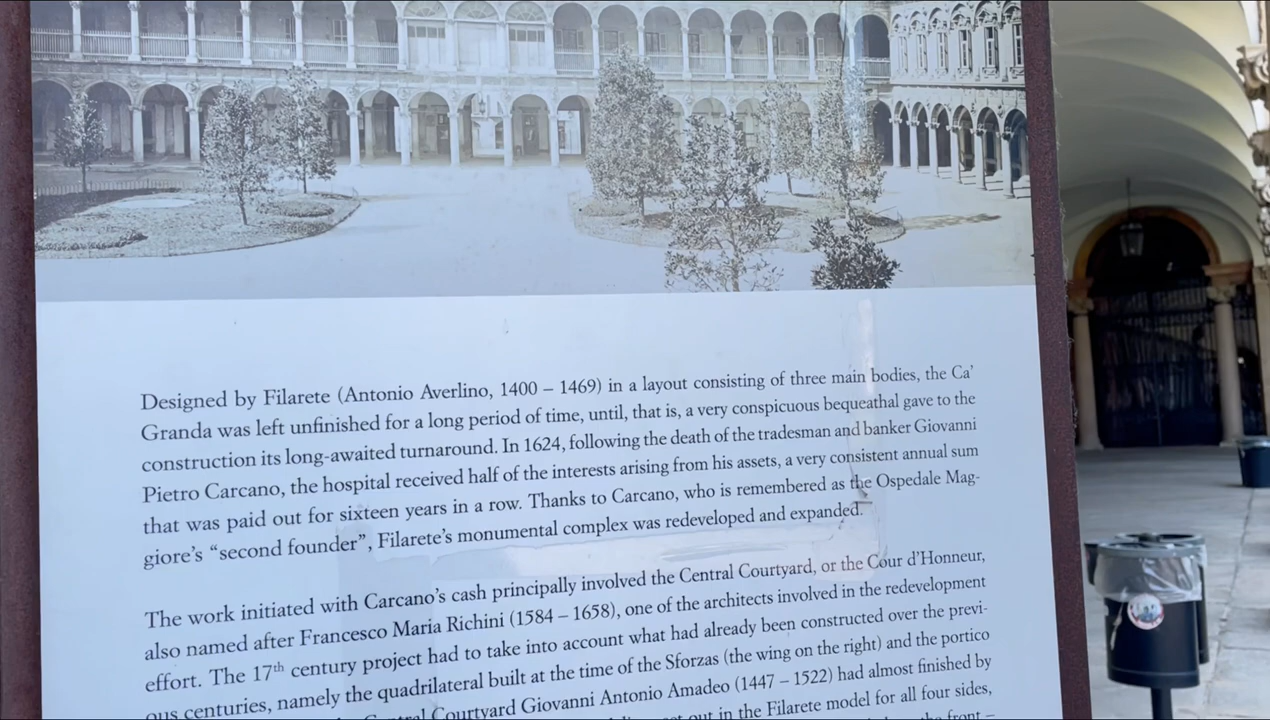 Designed by Filarete (Antonio Averlino, 1400 – 1469) in a layout consisting of three main bodies, the Ca’
Granda was left unfinished for a long period of time, until, that is, a very conspicuous bequeathal gave to the
construction its long-awaited turnaround. In 1624, following the death of the tradesman and banker Giovanni
Pietro Carcano, the hospital received half of the interests arising from his assets, a very consistent annual sum
that was paid out for sixteen years in a row. Thanks to Carcano, who is remembered as the Ospedale Mag-
giore’s “second founder”, Filarete’s monumental complex was redeveloped and expanded.
The work initiated with Carcano’s cash principally involved the Central Courtyard, or the Cour d’Honneur,
also named after Francesco Maria Richini (1584 – 1658), one of the architects involved in the redevelopment
effort. The 17th century project had to take into account what had already been constructed over the previ-
ous centuries, namely the quadrilateral built at the time of the Sforzas (the wing on the right) and the portico
Central Courtyard Giovanni Antonio Amadeo (1447 – 1522) had almost finished by
out in the Filarete model for all four sides,
the front –